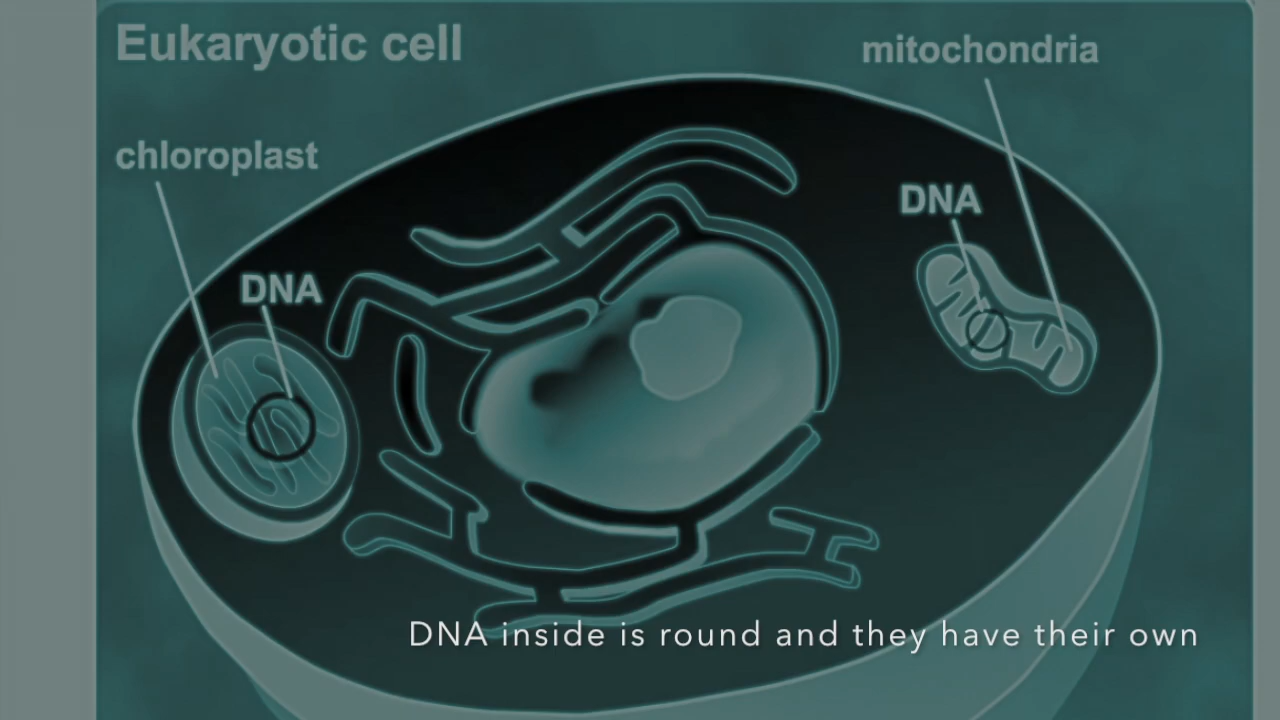 Eukaryotic cell
mitochondria
chloroplast
DNA
DNA
DNA inside is round and they have their own